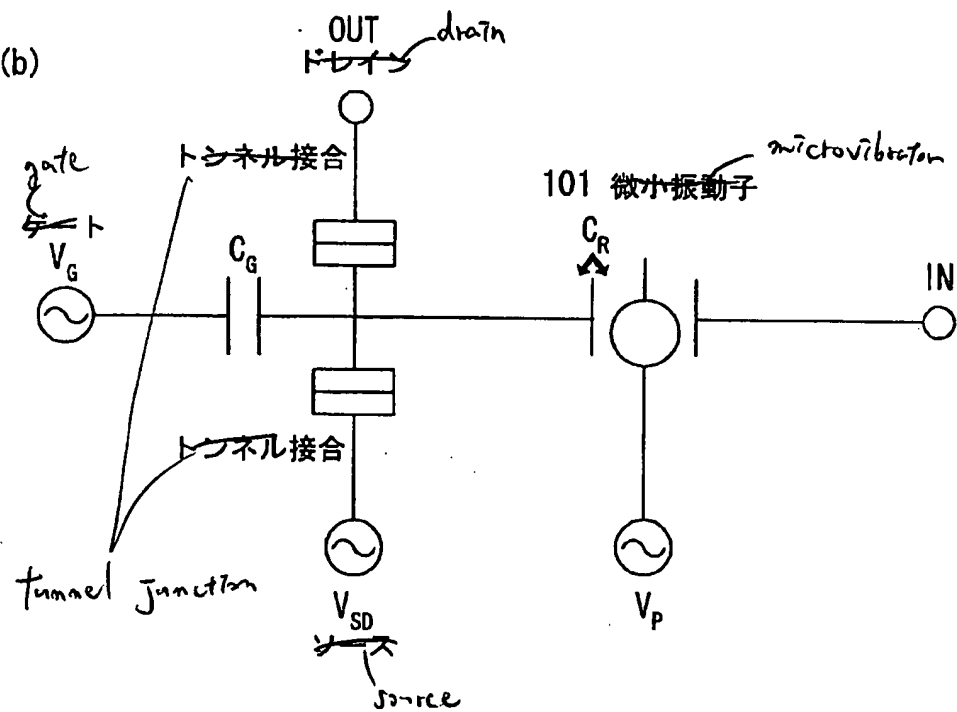 (b)
OUT
drain
ドレイン
トンネル接合
gate
ゲート
V_G
C_G
101 微小振動子
microvibrator
C_R
IN
トンネル接合
tunnel junction
V_SD
ソース
source
V_P